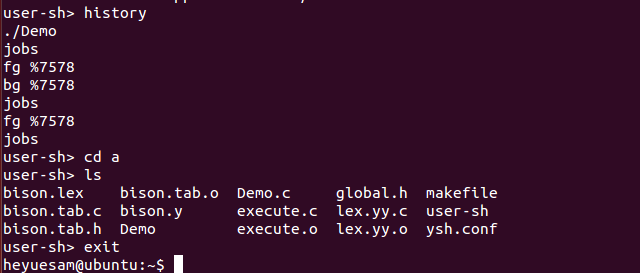 user-sh> history
./Demo
jobs
fg %7578
bg %7578
jobs
fg %7578
jobs
user-sh> cd a
user-sh> ls
bison.lex bison.tab.o Demo.c global.h makefile
bison.tab.c bison.y execute.c lex.yy.c user-sh
bison.tab.h Demo execute.o lex.yy.o ysh.conf
user-sh> exit
heyuesam@ubuntu:~$